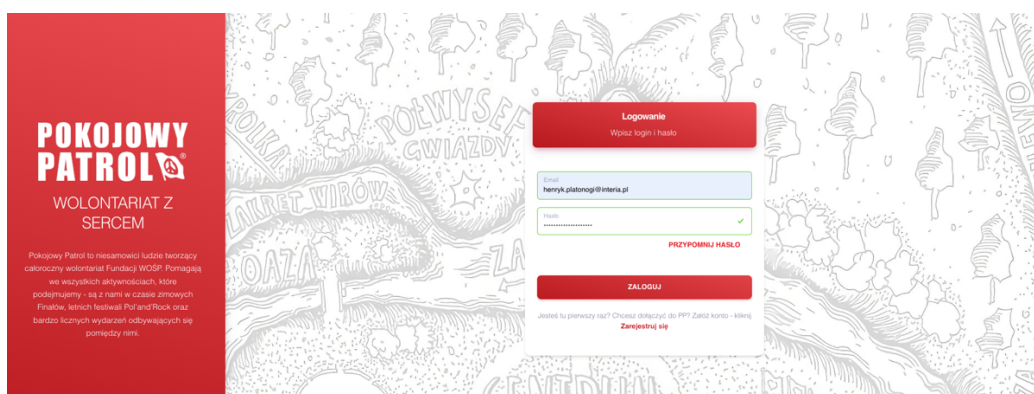 POKOJOWY
PATROL
WOLONTARIAT Z
SERCEM
Pokojowy Patrol to niesamowici ludzie tworzący
całoroczny wolontariat Fundacji WOŚP. Pomagają
we wszystkich aktywnościach, które
podejmujemy - są z nami w czasie zimowych
Finałów, letnich festiwali Pol'and'Rock oraz
bardzo licznych wydarzeń odbywających się
pomiędzy nimi.
POLKA
PÓŁWYSEP
GWIAZDY
ZAKRĘT WIRÓW
OAZA
Logowanie
Wpisz login i hasło
Email
henryk.platonogi@interia.pl
Hasło
PRZYPOMNIJ HASŁO
ZALOGUJ
Jesteś tu pierwszy raz? Chcesz dołączyć do PP? Załóż konto - kliknij
Zarejestruj się